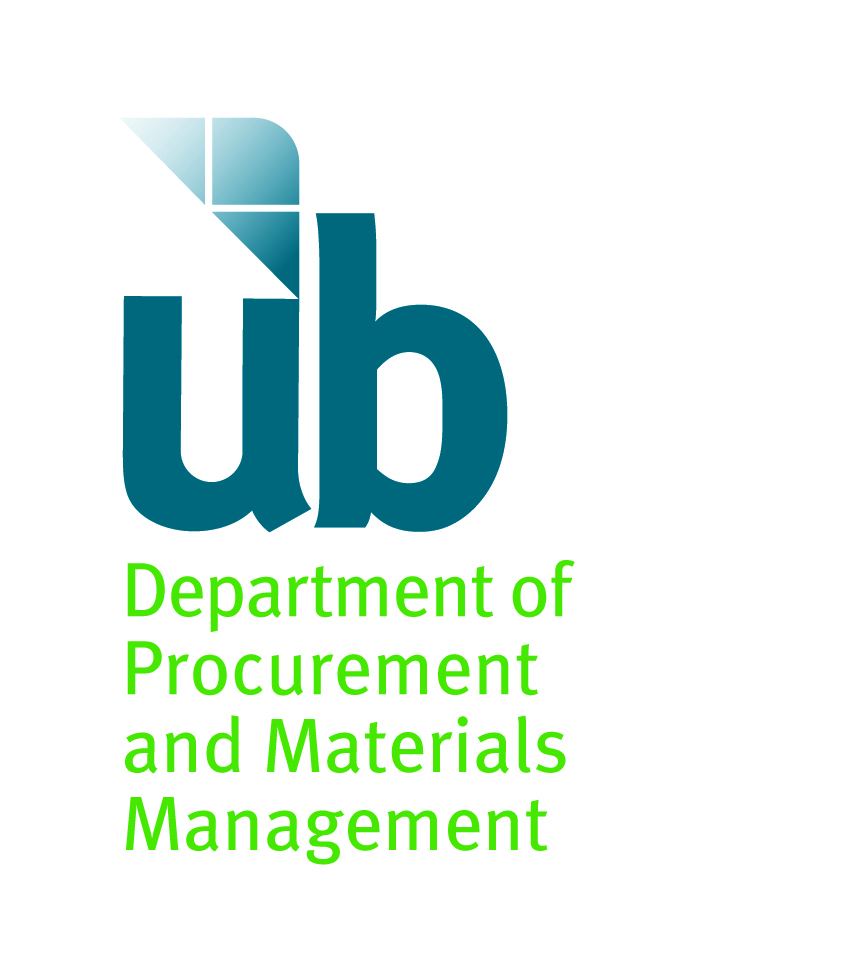 ub
Department of
Procurement
and Materials
Management